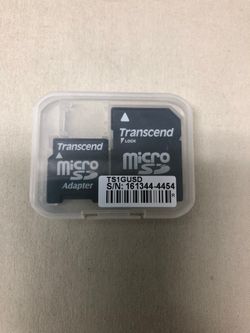 Transcend
micro
SD
Adapter
Transcend
LOCK
micro
SD
TS1GUSD
S/N: 161344-4454